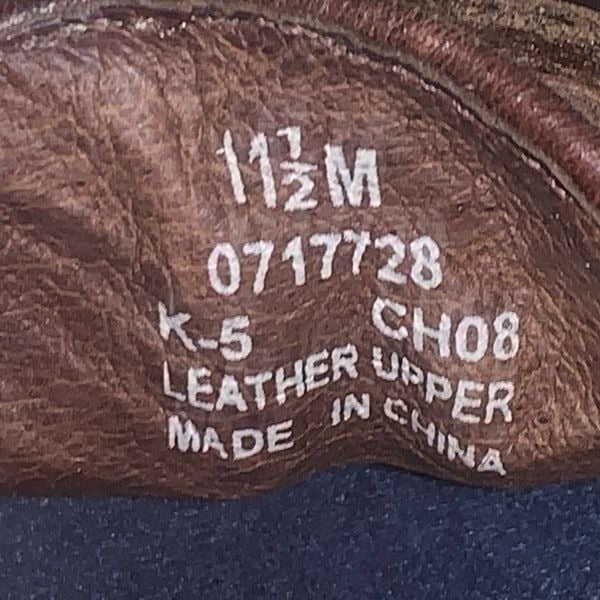 11½M
0717728
K-5 CH08
LEATHER UPPER
MADE IN CHINA